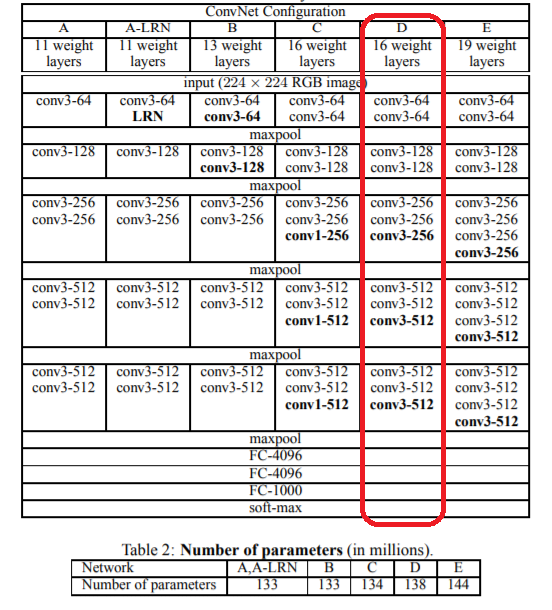 ConvNet Configuration
A A-LRN B C D E
11 weight 11 weight 13 weight 16 weight 16 weight 19 weight
layers layers layers layers layers layers
input (224 × 224 RGB image)
conv3-64 conv3-64 conv3-64 conv3-64 conv3-64 conv3-64
LRN conv3-64 conv3-64 conv3-64 conv3-64
maxpool
conv3-128 conv3-128 conv3-128 conv3-128 conv3-128 conv3-128
conv3-128 conv3-128 conv3-128 conv3-128
maxpool
conv3-256 conv3-256 conv3-256 conv3-256 conv3-256 conv3-256
conv3-256 conv3-256 conv3-256 conv3-256 conv3-256 conv3-256
conv1-256 conv3-256 conv3-256
conv3-256
maxpool
conv3-512 conv3-512 conv3-512 conv3-512 conv3-512 conv3-512
conv3-512 conv3-512 conv3-512 conv3-512 conv3-512 conv3-512
conv1-512 conv3-512 conv3-512
conv3-512
maxpool
conv3-512 conv3-512 conv3-512 conv3-512 conv3-512 conv3-512
conv3-512 conv3-512 conv3-512 conv3-512 conv3-512 conv3-512
conv1-512 conv3-512 conv3-512
conv3-512
maxpool
FC-4096
FC-4096
FC-1000
soft-max
Table 2: Number of parameters (in millions).
Network A,A-LRN B C D E
Number of parameters 133 133 134 138 144